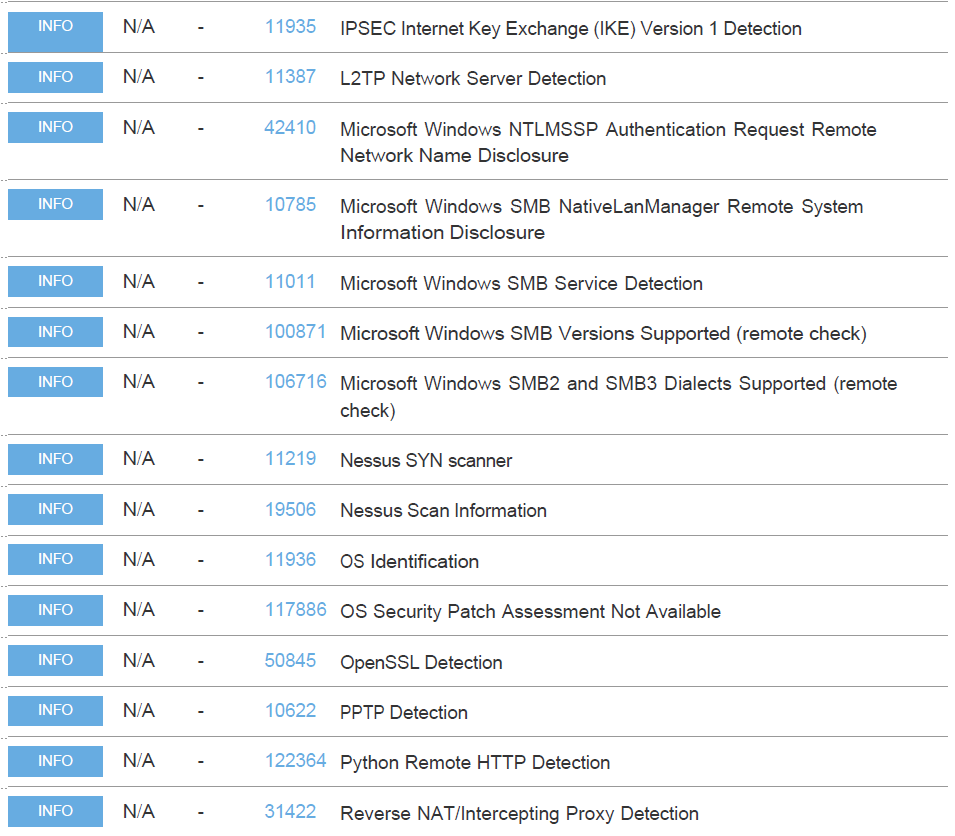 INFO N/A - 11935 IPSEC Internet Key Exchange (IKE) Version 1 Detection
INFO N/A - 11387 L2TP Network Server Detection
INFO N/A - 42410 Microsoft Windows NTLMSSP Authentication Request Remote
Network Name Disclosure
INFO N/A - 10785 Microsoft Windows SMB NativeLanManager Remote System
Information Disclosure
INFO N/A - 11011 Microsoft Windows SMB Service Detection
INFO N/A - 100871 Microsoft Windows SMB Versions Supported (remote check)
INFO N/A - 106716 Microsoft Windows SMB2 and SMB3 Dialects Supported (remote
check)
INFO N/A - 11219 Nessus SYN scanner
INFO N/A - 19506 Nessus Scan Information
INFO N/A - 11936 OS Identification
INFO N/A - 117886 OS Security Patch Assessment Not Available
INFO N/A - 50845 OpenSSL Detection
INFO N/A - 10622 PPTP Detection
INFO N/A - 122364 Python Remote HTTP Detection
INFO N/A - 31422 Reverse NAT/Intercepting Proxy Detection